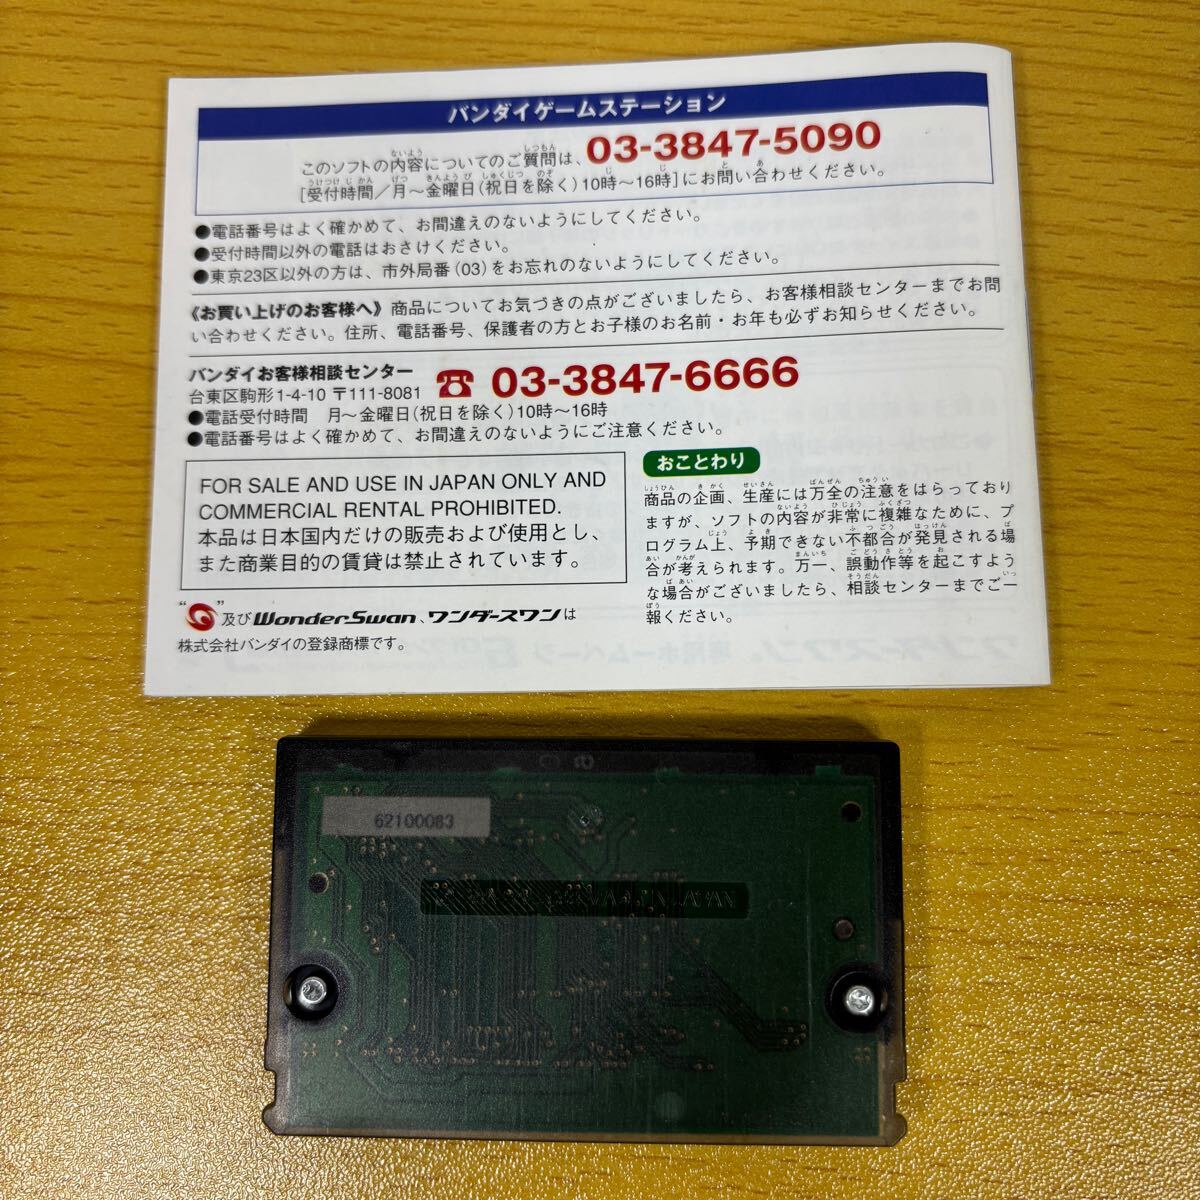 バンダイゲームステーション
このソフトの内容についてのご質問は、03-3847-5090
[受付時間/月〜金曜日(祝日を除く)10時〜16時]にお問い合わせください。
●電話番号はよく確かめて、お間違えのないようにしてください。
●受付時間以外の電話はおさけください。
●東京23区以外の方は、市外局番(03)をお忘れのないようにしてください。
《お買い上げのお客様へ》商品についてお気づきの点がございましたら、お客様相談センターまでお問
い合わせください。住所、電話番号、保護者の方とお子様のお名前・お年も必ずお知らせください。
バンダイお客様相談センター
台東区駒形1-4-10 〒111-8081
☎ 03-3847-6666
●電話受付時間 月〜金曜日(祝日を除く)10時〜16時
●電話番号はよく確かめて、お間違えのないようにご注意ください。
FOR SALE AND USE IN JAPAN ONLY AND
COMMERCIAL RENTAL PROHIBITED.
本品は日本国内だけの販売および使用とし、
また商業目的の賃貸は禁止されています。
“ ”及びWonderSwan、ワンダースワンは
株式会社バンダイの登録商標です。
おことわり
商品の企画、生産には万全の注意をはらっており
ますが、ソフトの内容が非常に複雑なために、プ
ログラム上、予期できない不都合が発見される場
合が考えられます。万一、誤動作等を起こすよう
な場合がございましたら、相談センターまでご一
報ください。
62100083
JAPAN